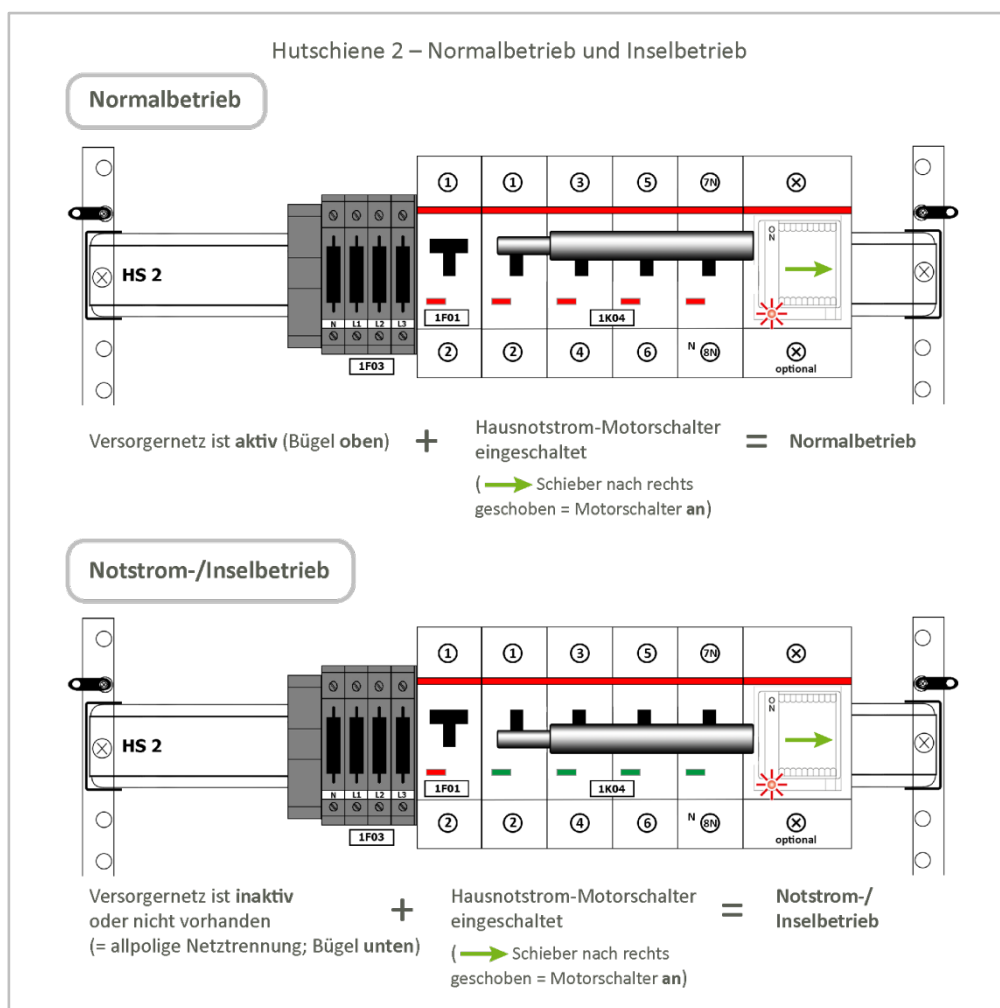 Hutschiene 2 – Normalbetrieb und Inselbetrieb
Normalbetrieb
1 1 3 5 7N
O
N
HS 2
N L1 L2 L3
1F01
1K04
2 2 4 6 N 8N
optional
1F03
Versorgernetz ist aktiv (Bügel oben)
+
Hausnotstrom-Motorschalter
eingeschaltet
( Schieber nach rechts
geschoben = Motorschalter an)
=
Normalbetrieb
Notstrom-/Inselbetrieb
1 1 3 5 7N
O
N
HS 2
N L1 L2 L3
1F01
1K04
2 2 4 6 N 8N
optional
1F03
Versorgernetz ist inaktiv
oder nicht vorhanden
(= allpolige Netztrennung; Bügel unten)
+
Hausnotstrom-Motorschalter
eingeschaltet
( Schieber nach rechts
geschoben = Motorschalter an)
=
Notstrom-/
Inselbetrieb